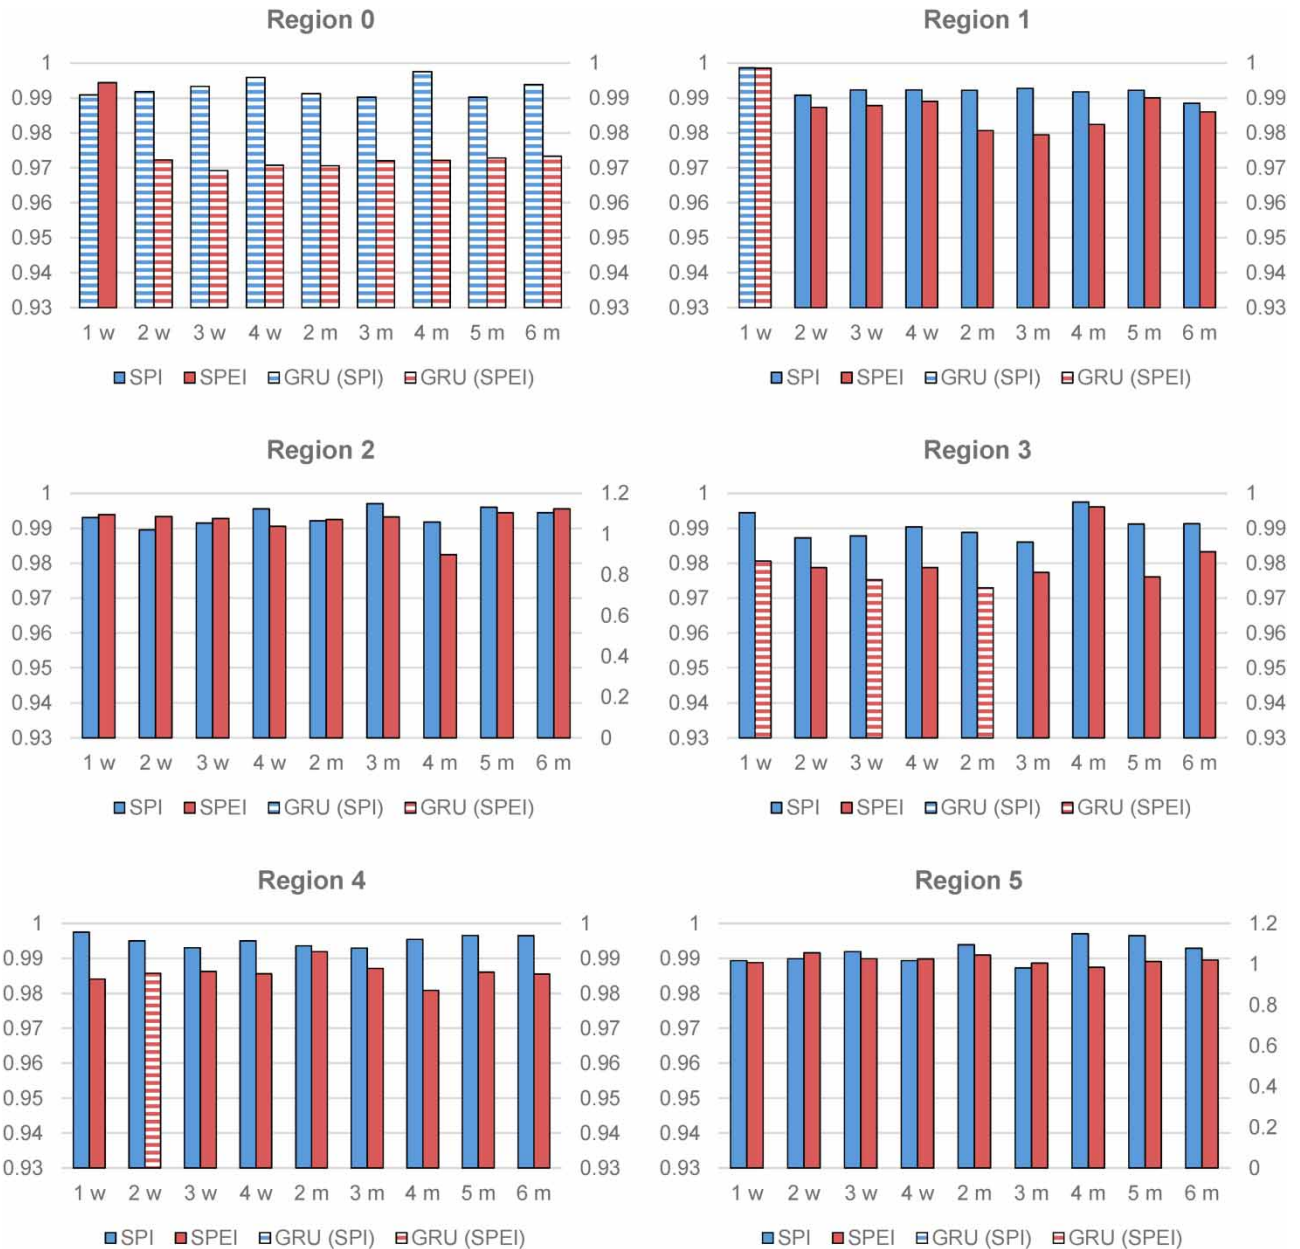 Region 0
1 1
0.99 0.99
0.98 0.98
0.97 0.97
0.96 0.96
0.95 0.95
0.94 0.94
0.93 0.93
1 w 2 w 3 w 4 w 2 m 3 m 4 m 5 m 6 m
SPI SPEI GRU (SPI) GRU (SPEI)
Region 1
1 1
0.99 0.99
0.98 0.98
0.97 0.97
0.96 0.96
0.95 0.95
0.94 0.94
0.93 0.93
1 w 2 w 3 w 4 w 2 m 3 m 4 m 5 m 6 m
SPI SPEI GRU (SPI) GRU (SPEI)
Region 2
1 1.2
0.99 1
0.98 0.8
0.97 0.6
0.96 0.4
0.95 0.2
0.94 0
0.93
1 w 2 w 3 w 4 w 2 m 3 m 4 m 5 m 6 m
SPI SPEI GRU (SPI) GRU (SPEI)
Region 3
1 1
0.99 0.99
0.98 0.98
0.97 0.97
0.96 0.96
0.95 0.95
0.94 0.94
0.93 0.93
1 w 2 w 3 w 4 w 2 m 3 m 4 m 5 m 6 m
SPI SPEI GRU (SPI) GRU (SPEI)
Region 4
1 1
0.99 0.99
0.98 0.98
0.97 0.97
0.96 0.96
0.95 0.95
0.94 0.94
0.93 0.93
1 w 2 w 3 w 4 w 2 m 3 m 4 m 5 m 6 m
SPI SPEI GRU (SPI) GRU (SPEI)
Region 5
1 1.2
0.99 1
0.98 0.8
0.97 0.6
0.96 0.4
0.95 0.2
0.94 0
0.93
1 w 2 w 3 w 4 w 2 m 3 m 4 m 5 m 6 m
SPI SPEI GRU (SPI) GRU (SPEI)